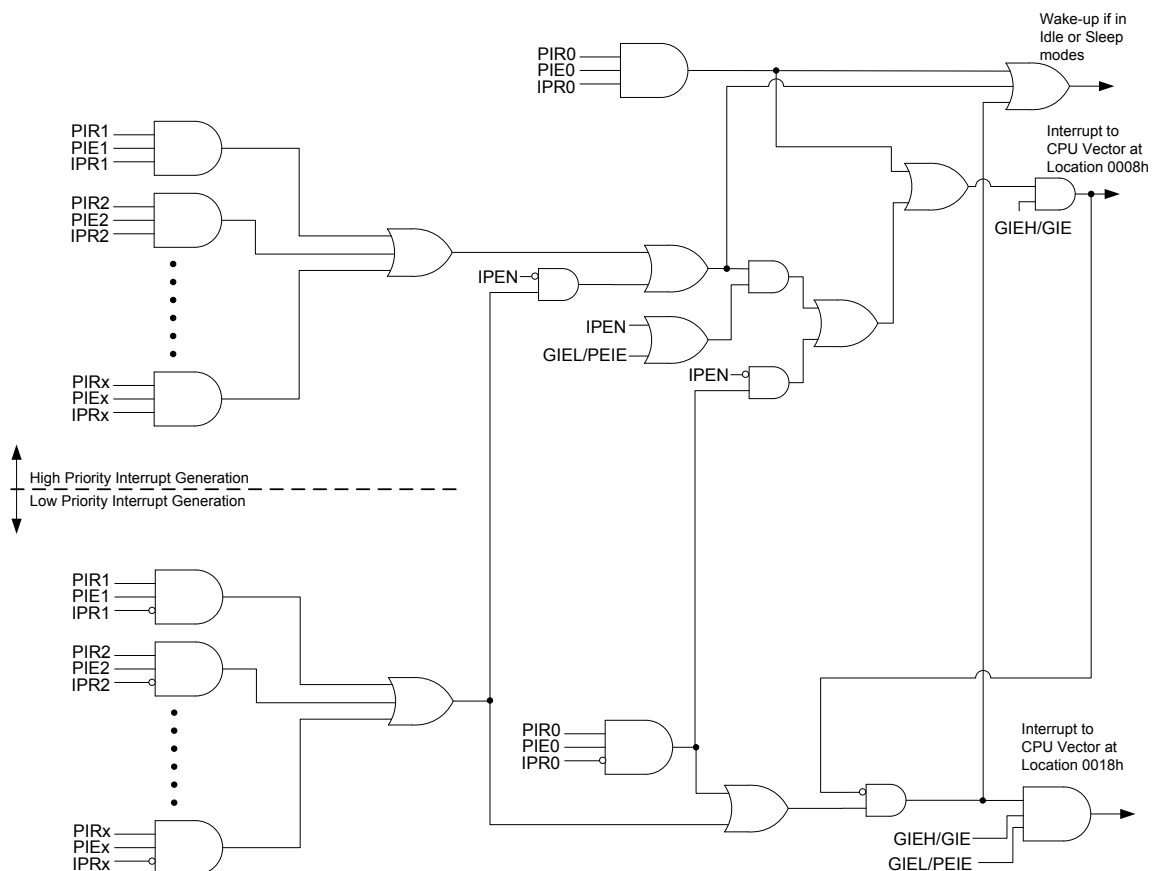 Wake-up if in
Idle or Sleep
modes
PIR0
PIE0
IPR0
Interrupt to
CPU Vector at
Location 0008h
PIR1
PIE1
IPR1
PIR2
PIE2
IPR2
GIEH/GIE
IPEN
IPEN
GIEL/PEIE
IPEN
PIRx
PIEx
IPRx
High Priority Interrupt Generation
Low Priority Interrupt Generation
PIR1
PIE1
IPR1
PIR2
PIE2
IPR2
PIR0
PIE0
IPR0
Interrupt to
CPU Vector at
Location 0018h
PIRx
PIEx
IPRx
GIEH/GIE
GIEL/PEIE